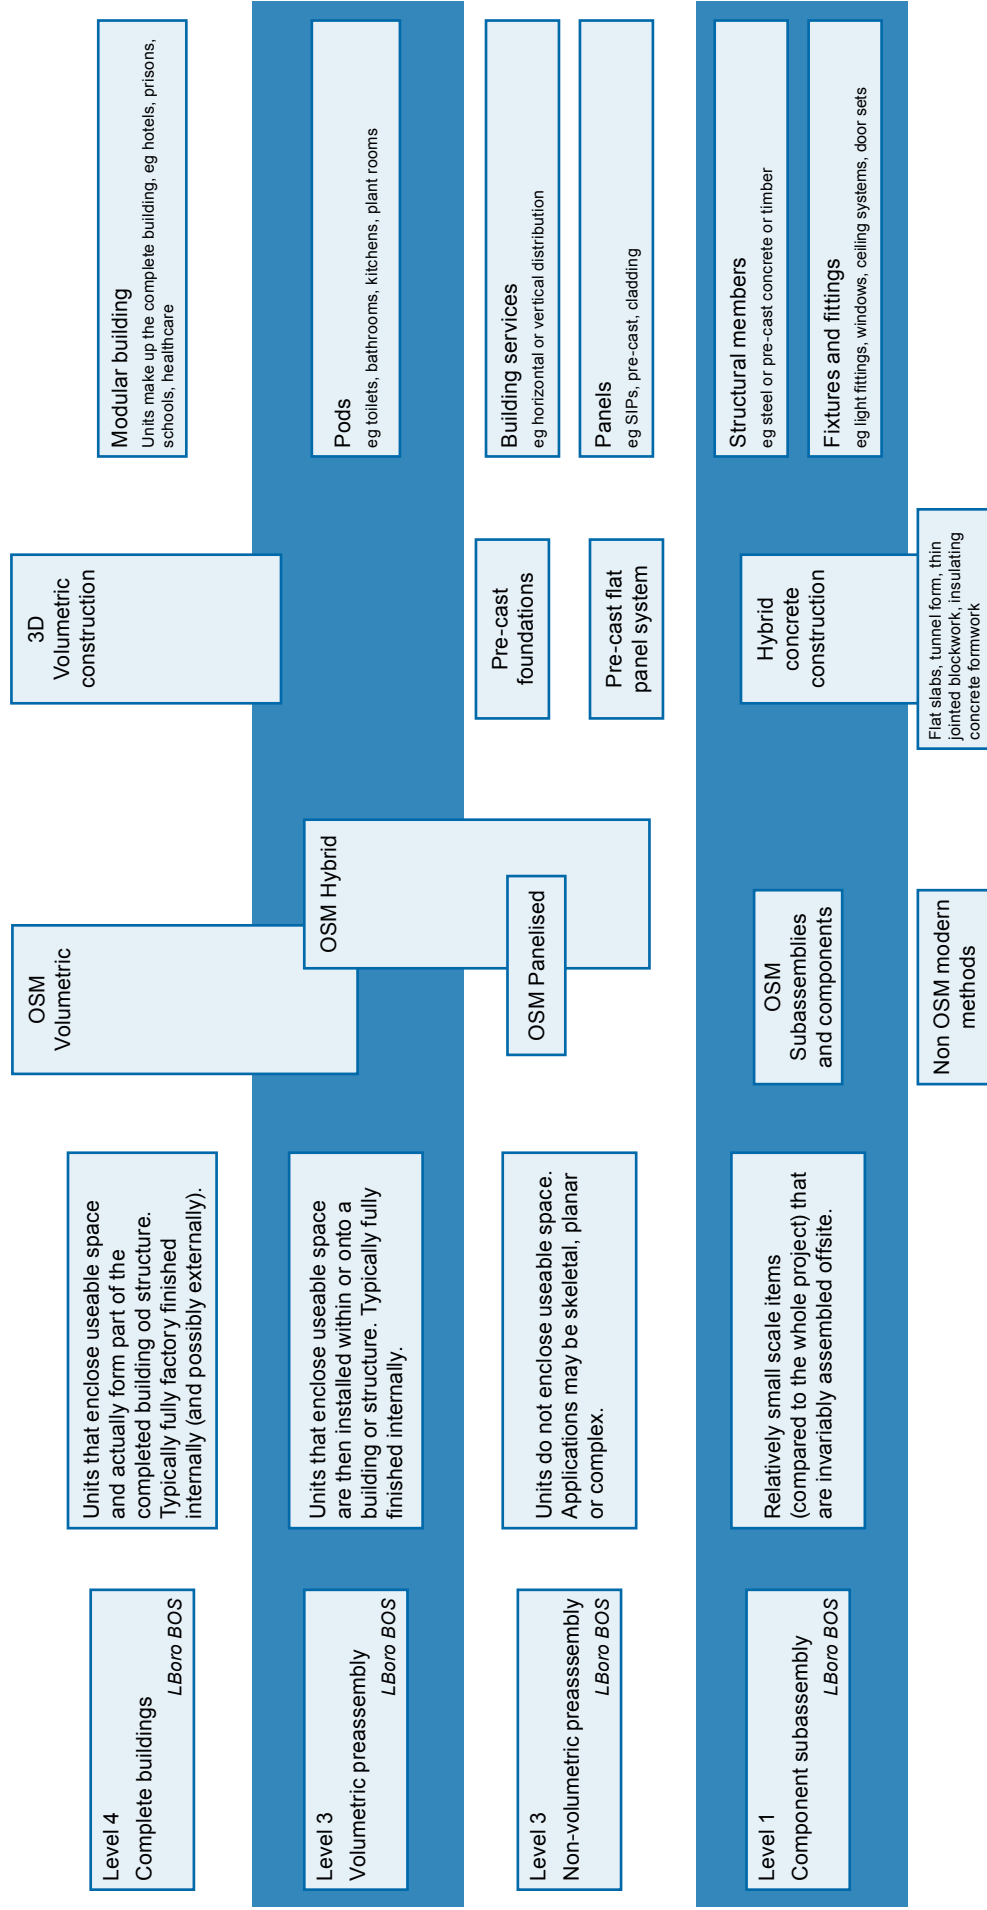 Level 4
Complete buildings
LBoro BOS
Units that enclose useable space
and actually form part of the
completed building od structure.
Typically fully factory finished
internally (and possibly externally).
OSM
Volumetric
3D
Volumetric
construction
Modular building
Units make up the complete building, eg hotels, prisons,
schools, healthcare
Level 3
Volumetric preassembly
LBoro BOS
Units that enclose useable space
are then installed within or onto a
building or structure. Typically fully
finished internally.
OSM Hybrid
Pods
eg toilets, bathrooms, kitchens, plant rooms
Level 3
Non-volumetric preassembly
LBoro BOS
Units do not enclose useable space.
Applications may be skeletal, planar
or complex.
OSM Panelised
Pre-cast
foundations
Pre-cast flat
panel system
Building services
eg horizontal or vertical distribution
Panels
eg SIPs, pre-cast, cladding
Level 1
Component subassembly
LBoro BOS
Relatively small scale items
(compared to the whole project) that
are invariably assembled offsite.
OSM
Subassemblies
and components
Hybrid
concrete
construction
Structural members
eg steel or pre-cast concrete or timber
Fixtures and fittings
eg light fittings, windows, ceiling systems, door sets
Non OSM modern
methods
Flat slabs, tunnel form, thin
jointed blockwork, insulating
concrete formwork